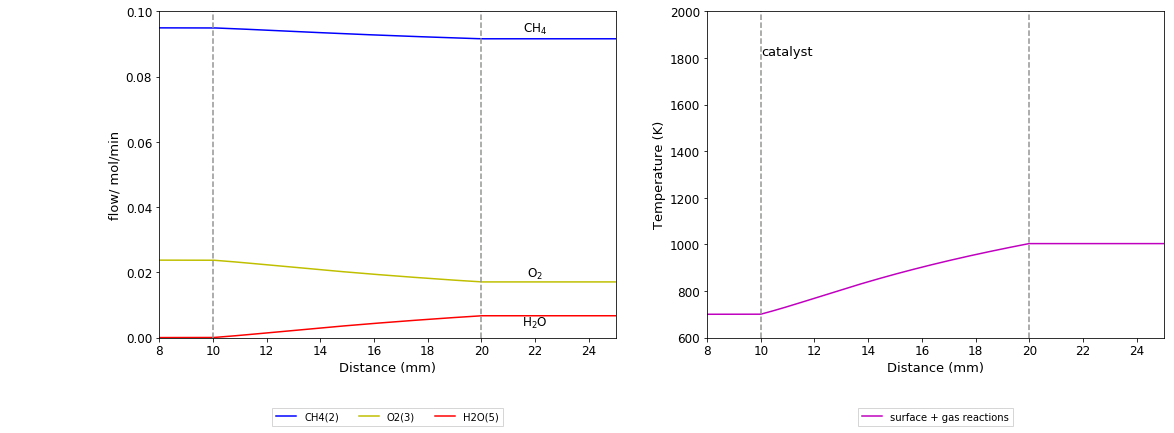 0.10
0.08
0.06
0.04
0.02
0.00
flow/ mol/min
CH₄
O₂
H₂O
8 10 12 14 16 18 20 22 24
Distance (mm)
CH4(2) O2(3) H2O(5)
2000
1800
1600
1400
1200
1000
800
600
Temperature (K)
catalyst
8 10 12 14 16 18 20 22 24
Distance (mm)
surface + gas reactions